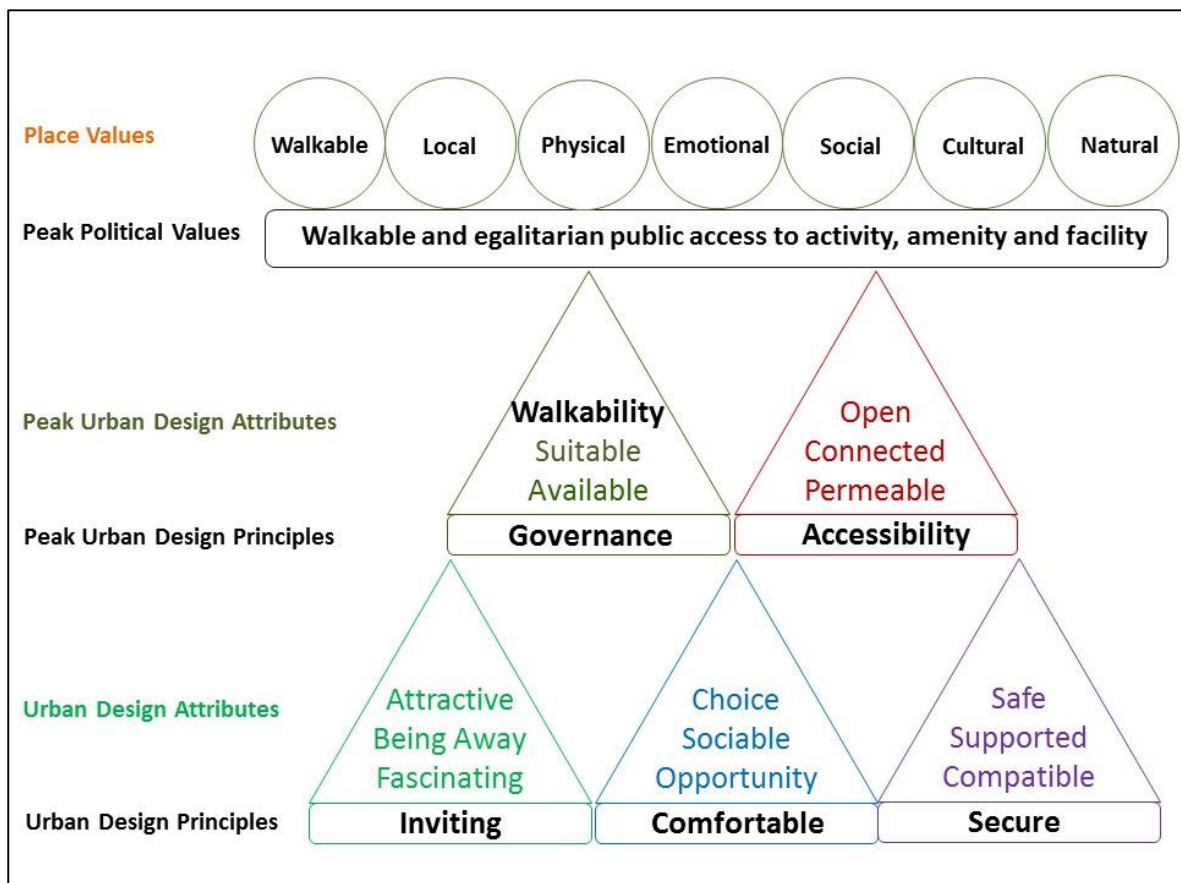 Place Values
Walkable Local Physical Emotional Social Cultural Natural
Peak Political Values
Walkable and egalitarian public access to activity, amenity and facility
Peak Urban Design Attributes
Walkability
Suitable
Available
Open
Connected
Permeable
Peak Urban Design Principles
Governance
Accessibility
Urban Design Attributes
Attractive
Being Away
Fascinating
Choice
Sociable
Opportunity
Safe
Supported
Compatible
Urban Design Principles
Inviting
Comfortable
Secure